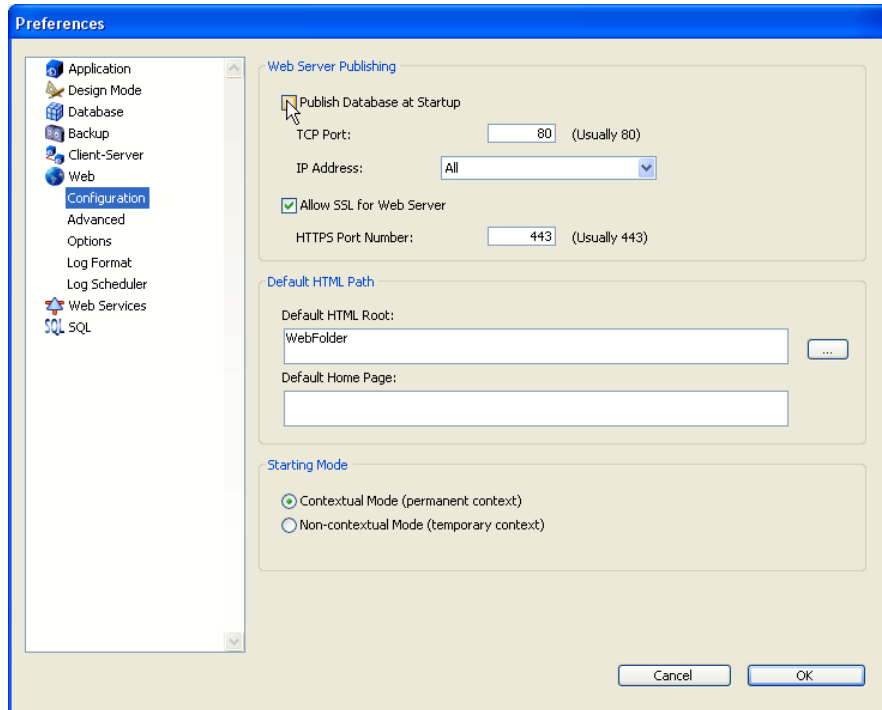 Preferences
Application
Design Mode
Database
Backup
Client-Server
Web
Configuration
Advanced
Options
Log Format
Log Scheduler
Web Services
SQL SQL
Web Server Publishing
Publish Database at Startup
TCP Port: 80 (Usually 80)
IP Address: All
Allow SSL for Web Server
HTTPS Port Number: 443 (Usually 443)
Default HTML Path
Default HTML Root:
WebFolder
...
Default Home Page:
Starting Mode
Contextual Mode (permanent context)
Non-contextual Mode (temporary context)
Cancel OK